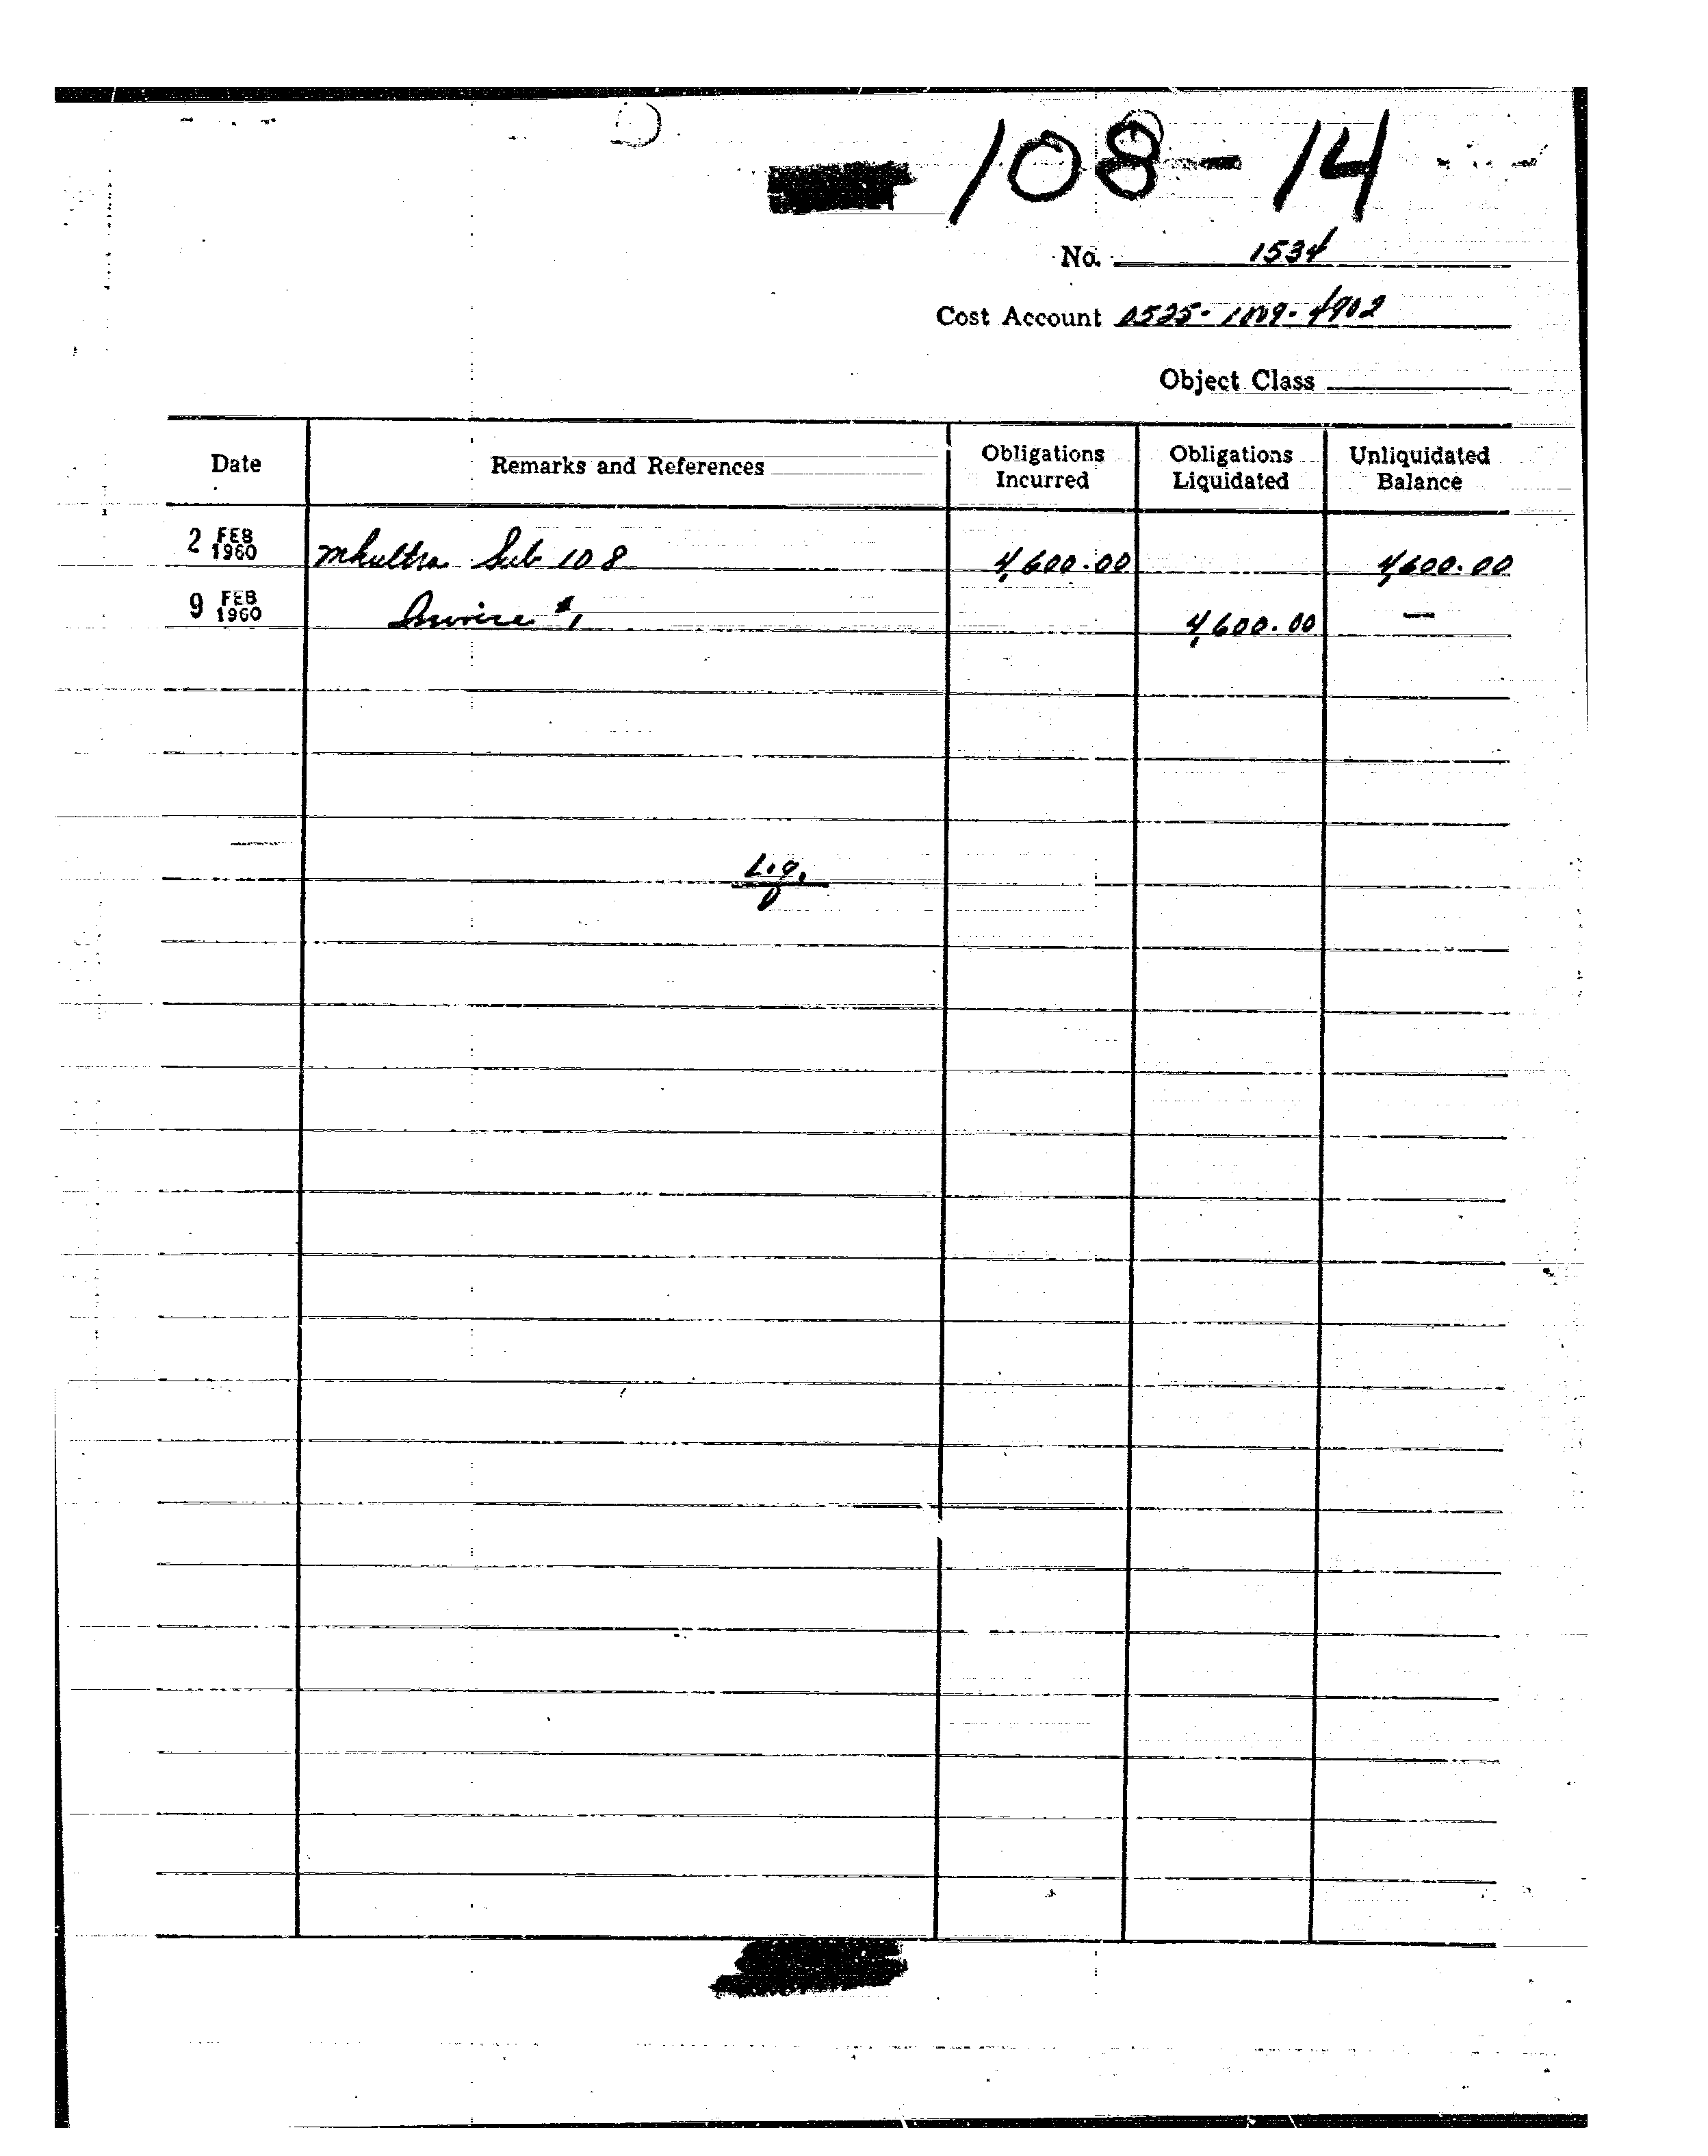 108-14
No. 1534
Cost Account 0525-1009-4902
Object Class
Date Remarks and References Obligations Incurred Obligations Liquidated Unliquidated Balance
2 FEB 1960 Mkultra Sub 108 4,600.00 4,600.00
9 FEB 1960 Invoice #1 4,600.00 —